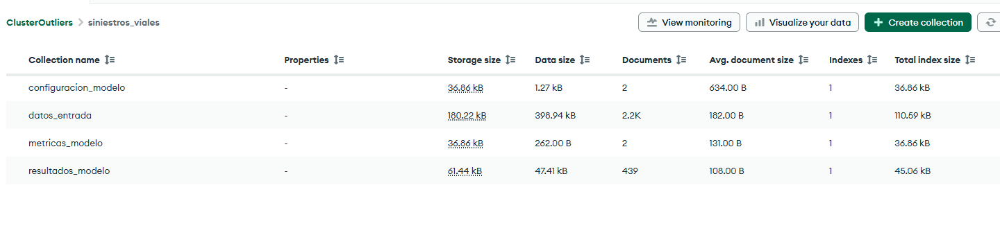 ClusterOutliers > siniestros_viales View monitoring Visualize your data + Create collection
Collection name Properties Storage size Data size Documents Avg. document size Indexes Total index size
configuracion_modelo - 36.86 kB 1.27 kB 2 634.00 B 1 36.86 kB
datos_entrada - 180.22 kB 398.94 kB 2.2K 182.00 B 1 110.59 kB
metricas_modelo - 36.86 kB 262.00 B 2 131.00 B 1 36.86 kB
resultados_modelo - 61.44 kB 47.41 kB 439 108.00 B 1 45.06 kB